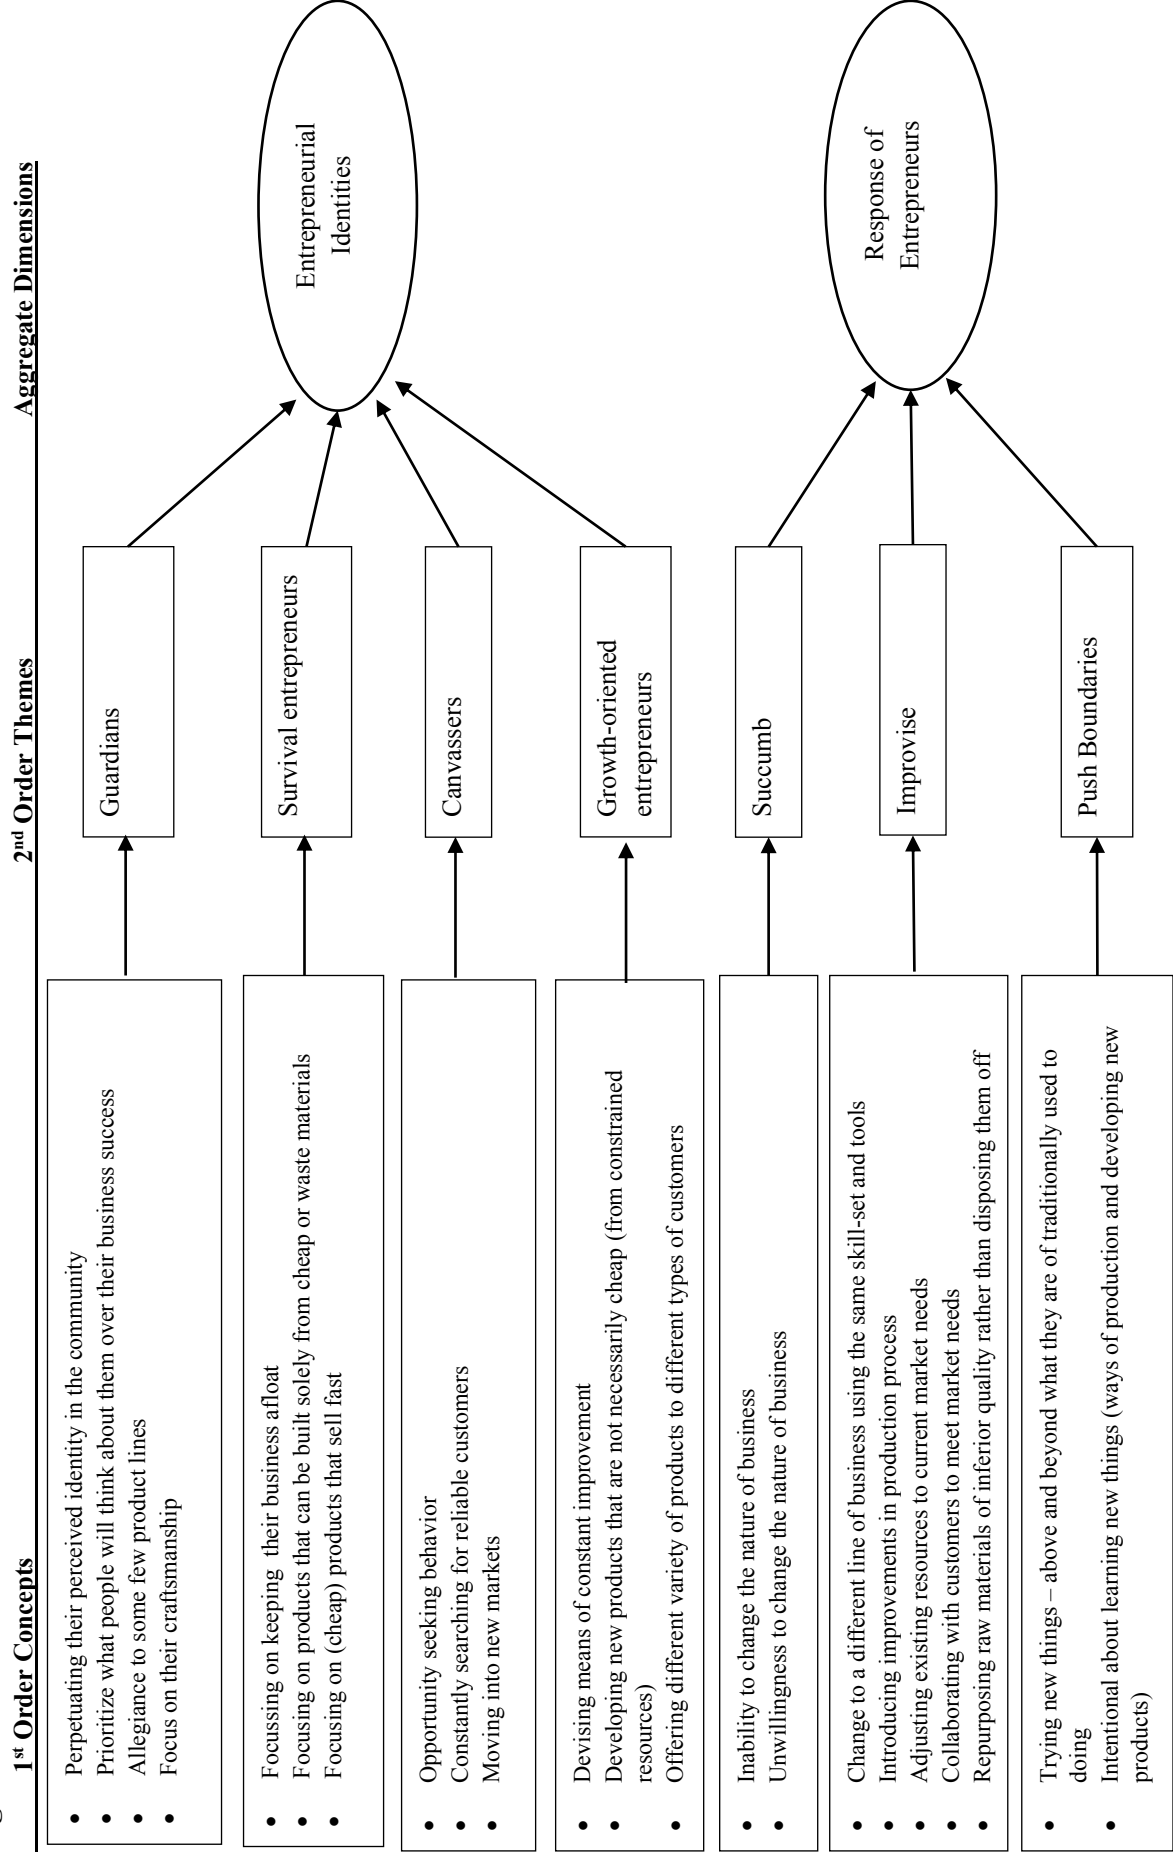 1st Order Concepts
2nd Order Themes
Aggregate Dimensions
• Perpetuating their perceived identity in the community
• Prioritize what people will think about them over their business success
• Allegiance to some few product lines
• Focus on their craftsmanship
Guardians
• Focussing on keeping their business afloat
• Focusing on products that can be built solely from cheap or waste materials
• Focusing on (cheap) products that sell fast
Survival entrepreneurs
• Opportunity seeking behavior
• Constantly searching for reliable customers
• Moving into new markets
Canvassers
• Devising means of constant improvement
• Developing new products that are not necessarily cheap (from constrained
resources)
• Offering different variety of products to different types of customers
Growth-oriented
entrepreneurs
Entrepreneurial
Identities
• Inability to change the nature of business
• Unwillingness to change the nature of business
Succumb
• Change to a different line of business using the same skill-set and tools
• Introducing improvements in production process
• Adjusting existing resources to current market needs
• Collaborating with customers to meet market needs
• Repurposing raw materials of inferior quality rather than disposing them off
Improvise
• Trying new things – above and beyond what they are of traditionally used to
doing
• Intentional about learning new things (ways of production and developing new
products)
Push Boundaries
Response of
Entrepreneurs